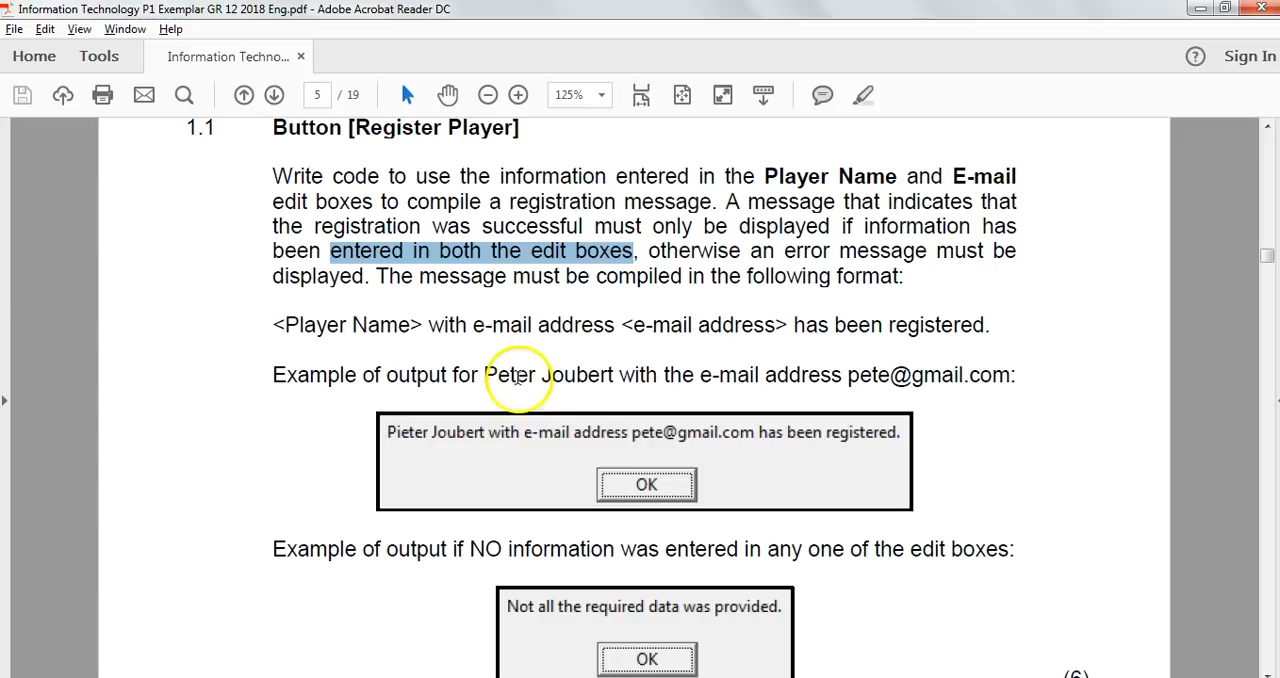 Information Technology P1 Exemplar GR 12 2018 Eng.pdf - Adobe Acrobat Reader DC
File Edit View Window Help
Home Tools Information Techno... × ? Sign In
5 / 19 125%
1.1 Button [Register Player]
Write code to use the information entered in the Player Name and E-mail
edit boxes to compile a registration message. A message that indicates that
the registration was successful must only be displayed if information has
been entered in both the edit boxes, otherwise an error message must be
displayed. The message must be compiled in the following format:
<Player Name> with e-mail address <e-mail address> has been registered.
Example of output for Peter Joubert with the e-mail address pete@gmail.com:
Pieter Joubert with e-mail address pete@gmail.com has been registered.
OK
Example of output if NO information was entered in any one of the edit boxes:
Not all the required data was provided.
OK
(6)